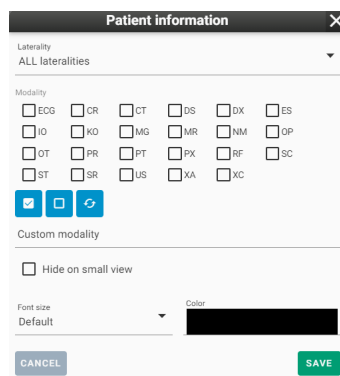 Patient information
Laterality
ALL lateralities
Modality
ECG CR CT DS DX ES
IO KO MG MR NM OP
OT PR PT PX RF SC
ST SR US XA XC
Custom modality
Hide on small view
Font size
Default
Color
CANCEL
SAVE